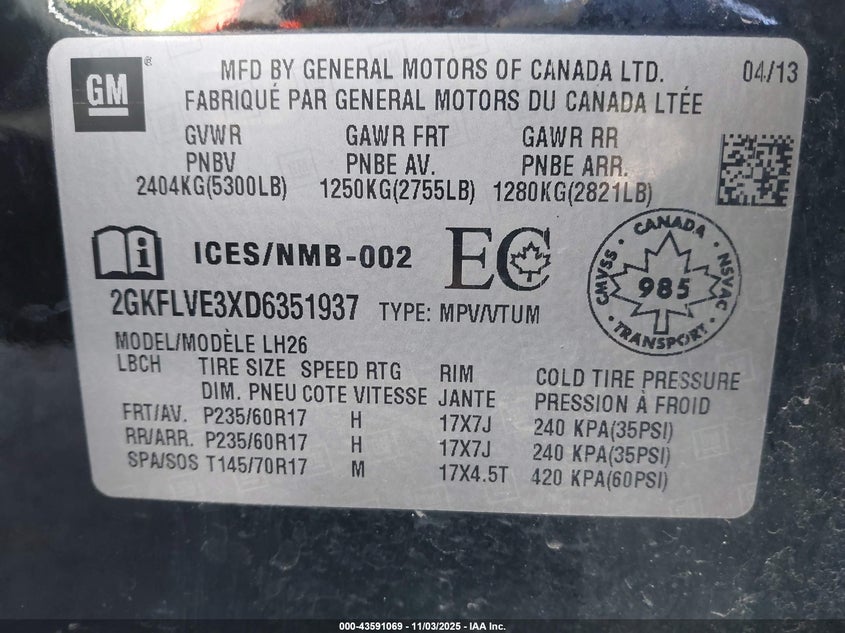 GM
®
MFD BY GENERAL MOTORS OF CANADA LTD.
04/13
FABRIQUÉ PAR GENERAL MOTORS DU CANADA LTÉE
GVWR GAWR FRT GAWR RR
PNBV PNBE AV. PNBE ARR.
2404KG(5300LB) 1250KG(2755LB) 1280KG(2821LB)
i ICES/NMB-002 EC
CANADA
CMVSS 985 NSVAC
TRANSPORT
2GKFLVE3XD6351937 TYPE: MPV/VTUM
MODEL/MODÈLE LH26
LBCH TIRE SIZE SPEED RTG RIM COLD TIRE PRESSURE
DIM. PNEU COTE VITESSE JANTE PRESSION À FROID
FRT/AV. P235/60R17 H 17X7J 240 KPA(35PSI)
RR/ARR. P235/60R17 H 17X7J 240 KPA(35PSI)
SPA/SOS T145/70R17 M 17X4.5T 420 KPA(60PSI)
000-43591069 - 11/03/2025 - IAA Inc.